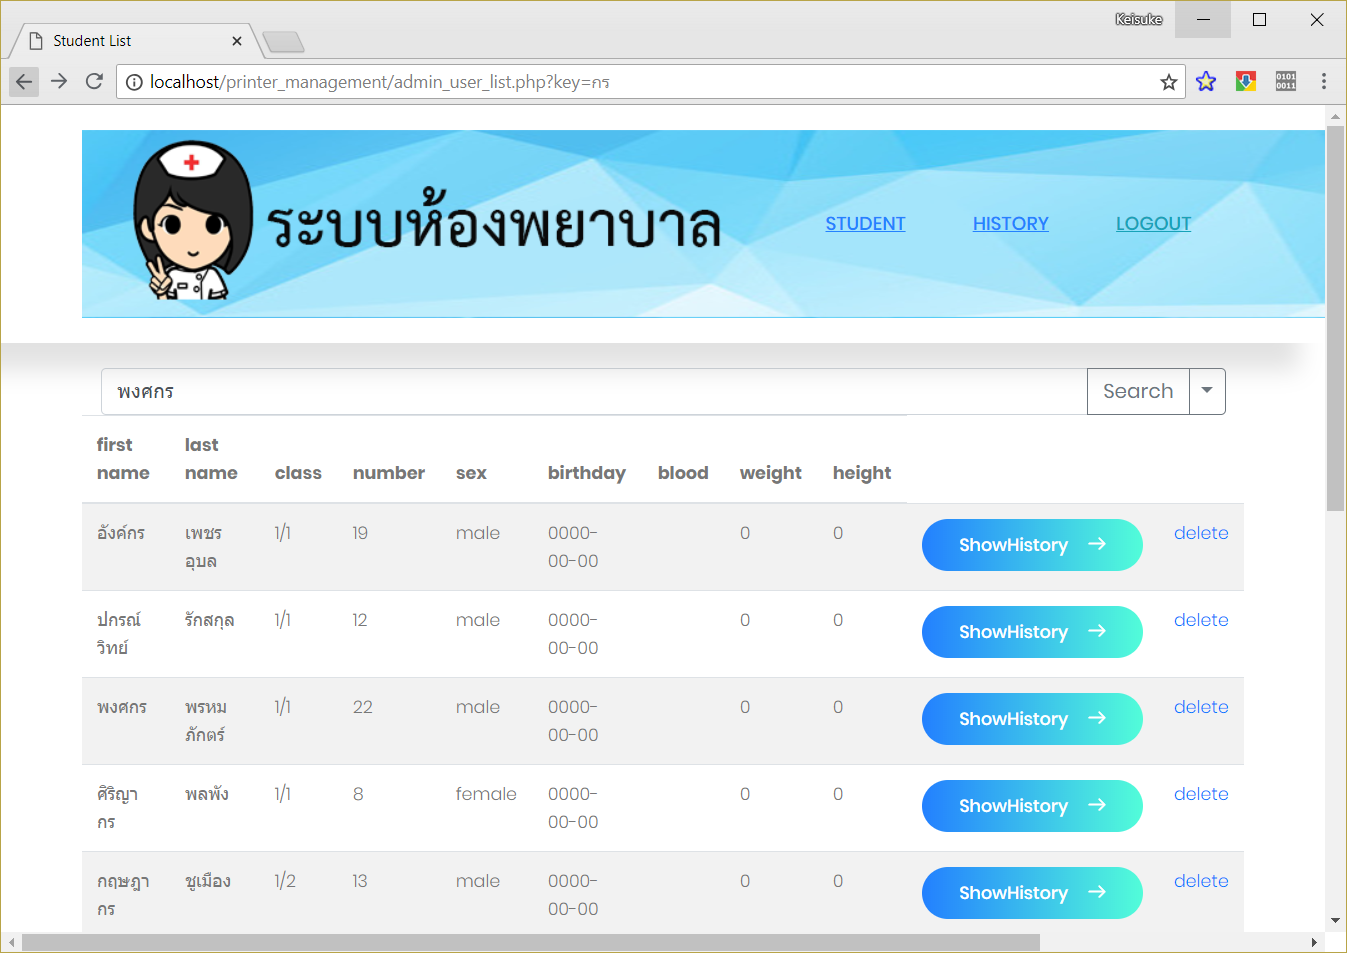 Keisuke
Student List
localhost/printer_management/admin_user_list.php?key=กร
0101
0011
ระบบห้องพยาบาล
STUDENT HISTORY LOGOUT
พงศกร Search
first name last name class number sex birthday blood weight height
อังค์กร เพชร อุบล 1/1 19 male 0000-00-00 0 0 ShowHistory → delete
ปกรณ์ วิทย์ รักสกุล 1/1 12 male 0000-00-00 0 0 ShowHistory → delete
พงศกร พรหม ภักตร์ 1/1 22 male 0000-00-00 0 0 ShowHistory → delete
ศิริญา กร พลพัง 1/1 8 female 0000-00-00 0 0 ShowHistory → delete
กฤษฎา กร ชูเมือง 1/2 13 male 0000-00-00 0 0 ShowHistory → delete